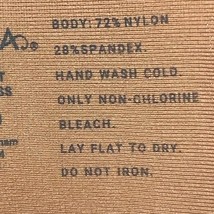 BODY: 72% NYLON
28% SPANDEX.
HAND WASH COLD.
ONLY NON-CHLORINE
BLEACH.
LAY FLAT TO DRY.
DO NOT IRON.